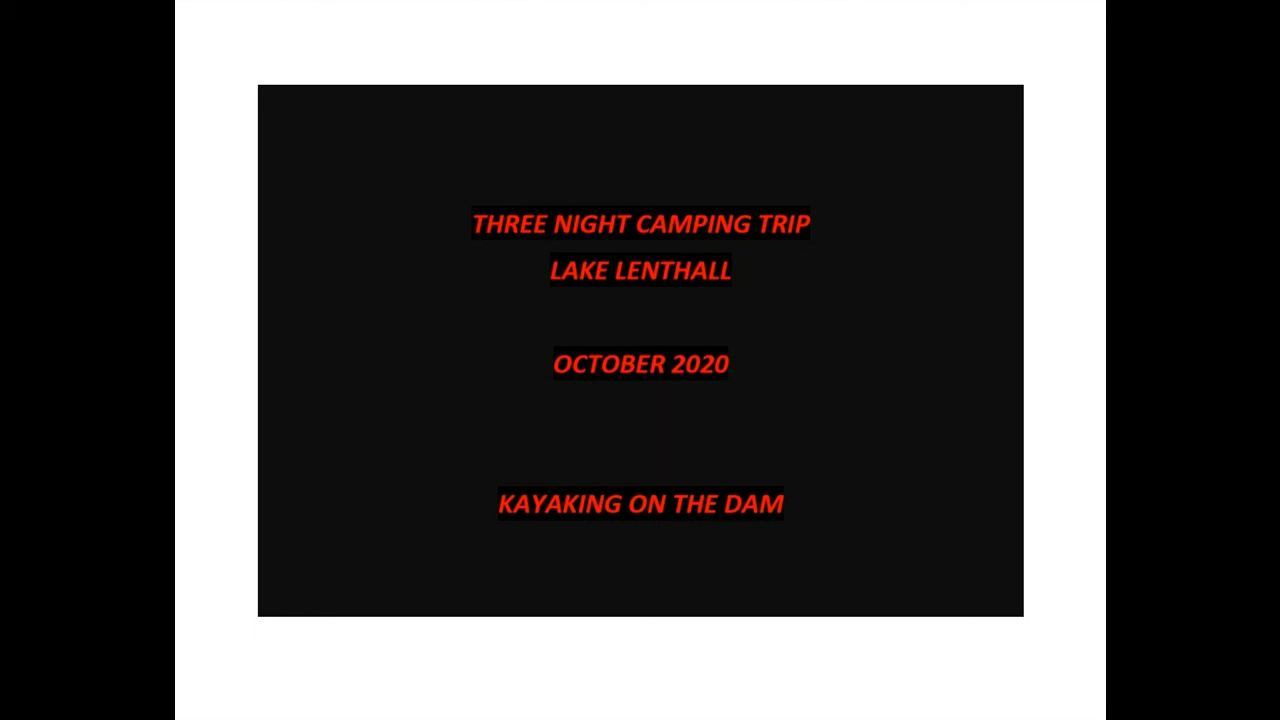 THREE NIGHT CAMPING TRIP
LAKE LENTHALL
OCTOBER 2020
KAYAKING ON THE DAM